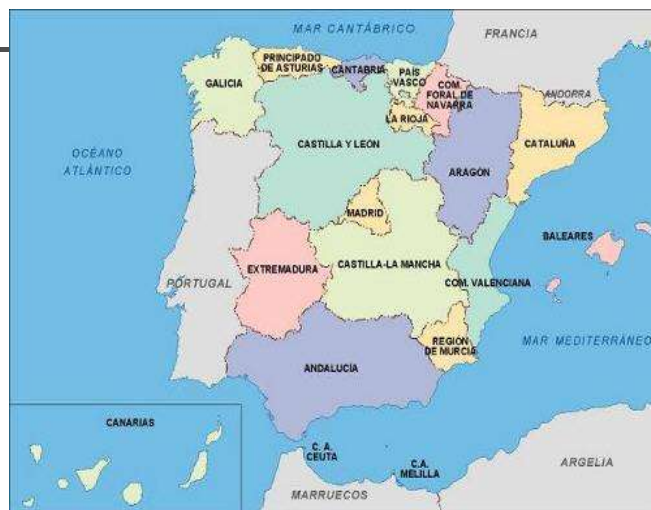 MAR CANTÁBRICO
FRANCIA
PRINCIPADO
DE ASTURIAS
CANTABRIA
PAÍS
VASCO
COM.
FORAL DE
NAVARRA
GALICIA
ANDORRA
LA RIOJA
CASTILLA Y LEÓN
CATALUÑA
OCÉANO
ATLÁNTICO
ARAGÓN
MADRID
BALEARES
EXTREMADURA
CASTILLA-LA MANCHA
PORTUGAL
COM. VALENCIANA
MAR MEDITERRÁNEO
REGIÓN
DE MURCIA
ANDALUCÍA
CANARIAS
C. A.
CEUTA
C.A.
MELILLA
ARGELIA
MARRUECOS